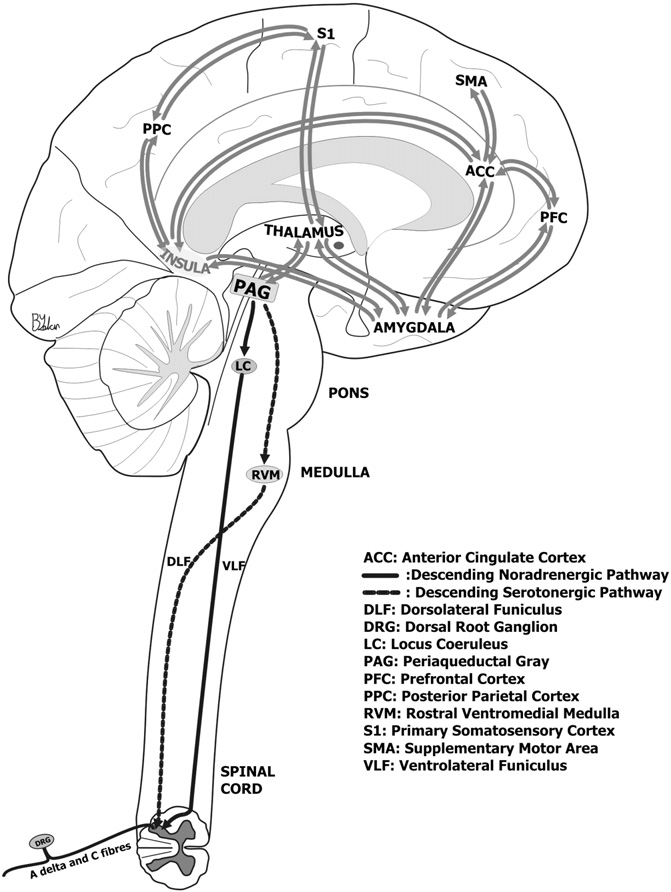 S1
SMA
PPC
ACC
PFC
THALAMUS
INSULA
PAG
AMYGDALA
By
LC
PONS
RVM
MEDULLA
DLF
VLF
ACC: Anterior Cingulate Cortex
:Descending Noradrenergic Pathway
: Descending Serotonergic Pathway
DLF: Dorsolateral Funiculus
DRG: Dorsal Root Ganglion
LC: Locus Coeruleus
PAG: Periaqueductal Gray
PFC: Prefrontal Cortex
PPC: Posterior Parietal Cortex
RVM: Rostral Ventromedial Medulla
S1: Primary Somatosensory Cortex
SMA: Supplementary Motor Area
VLF: Ventrolateral Funiculus
SPINAL
CORD
DRG
A delta and C fibres